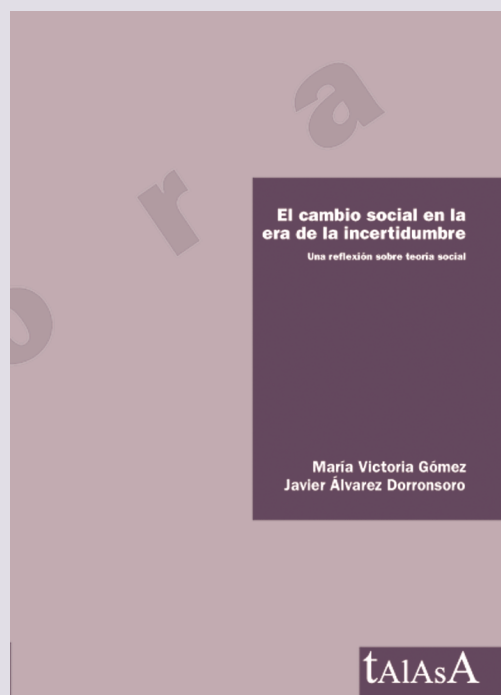 o r a
El cambio social en la
era de la incertidumbre
Una reflexión sobre teoría social
María Victoria Gómez
Javier Álvarez Dorronsoro
tAlAsA